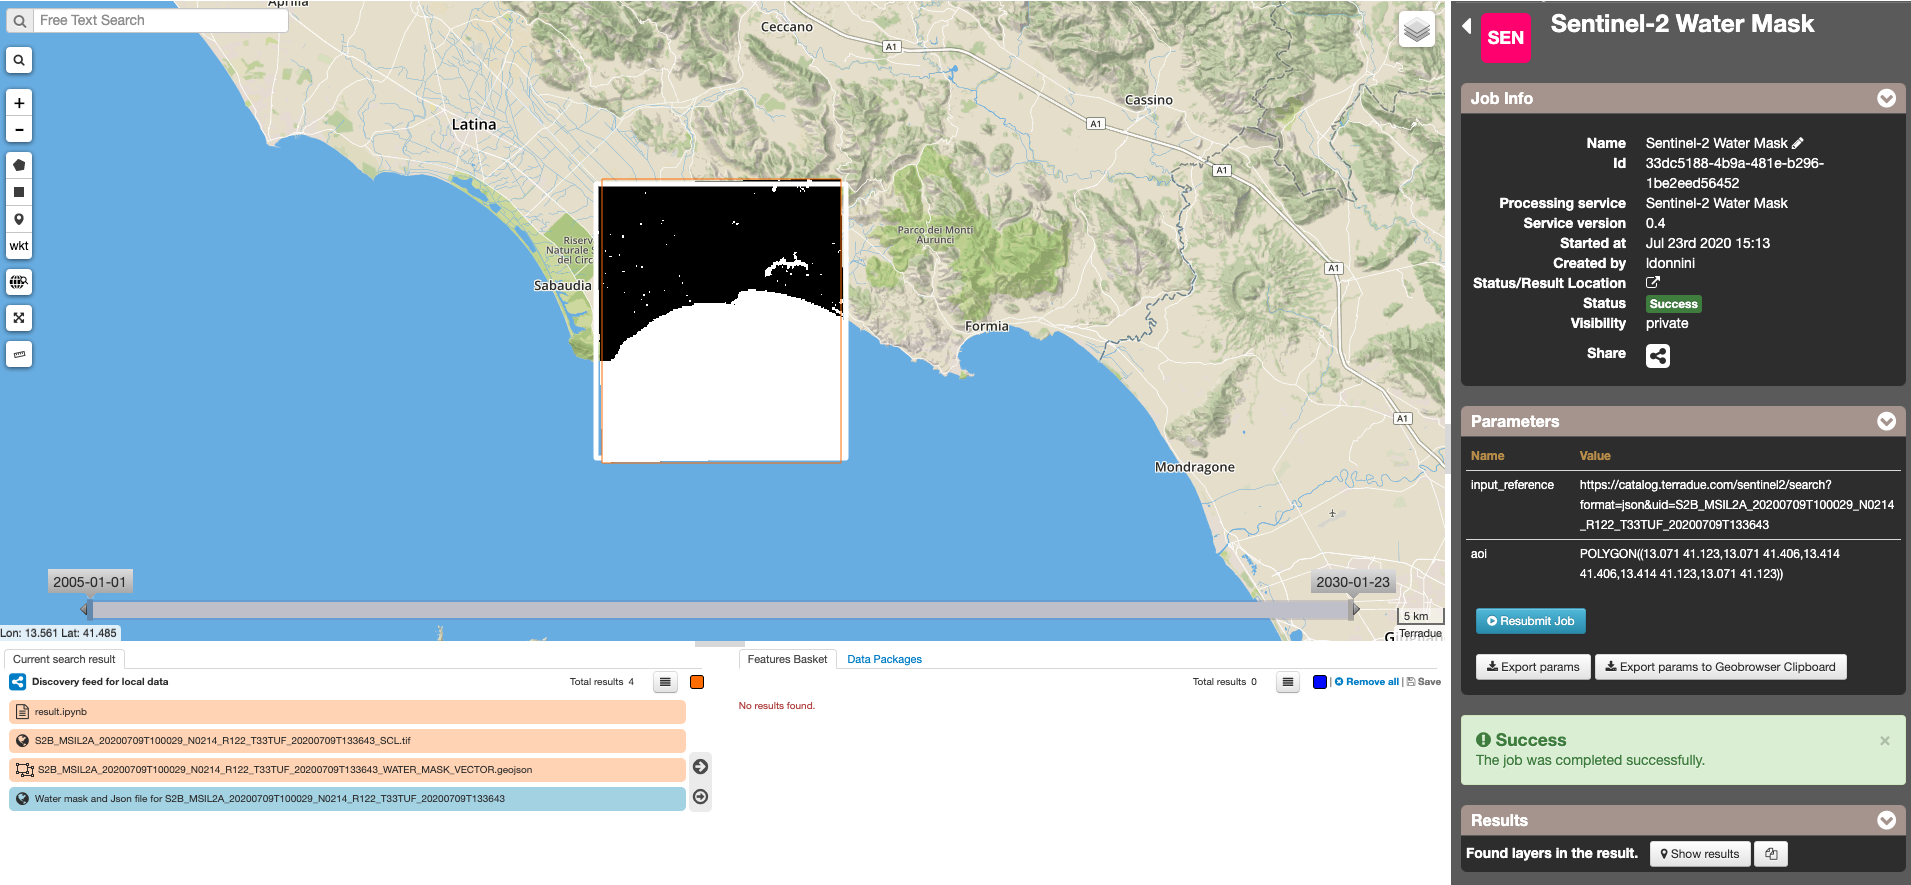 Aprilia
Free Text Search
Ceccano
A1
Cassino
A1
Latina
A1
wkt
Riserv
Naturale S
del Circ
Sabaudia
Parco dei Monti
Aurunci
A1
Formia
A1
Mondragone
2005-01-01
2030-01-23
5 km
Lon: 13.561 Lat: 41.485
Terradue
Sentinel-2 Water Mask
SEN
Job Info
Name Sentinel-2 Water Mask
Id 33dc5188-4b9a-481e-b296-
1be2eed56452
Processing service Sentinel-2 Water Mask
Service version 0.4
Started at Jul 23rd 2020 15:13
Created by ldonnini
Status/Result Location
Status Success
Visibility private
Share
Parameters
Name Value
input_reference https://catalog.terradue.com/sentinel2/search?
format=json&uid=S2B_MSIL2A_20200709T100029_N0214
_R122_T33TUF_20200709T133643
aoi POLYGON((13.071 41.123,13.071 41.406,13.414
41.406,13.414 41.123,13.071 41.123))
Resubmit Job
Export params Export params to Geobrowser Clipboard
Success ×
The job was completed successfully.
Results
Found layers in the result. Show results
Current search result
Discovery feed for local data Total results 4
result.ipynb
S2B_MSIL2A_20200709T100029_N0214_R122_T33TUF_20200709T133643_SCL.tif
S2B_MSIL2A_20200709T100029_N0214_R122_T33TUF_20200709T133643_WATER_MASK_VECTOR.geojson
Water mask and Json file for S2B_MSIL2A_20200709T100029_N0214_R122_T33TUF_20200709T133643
Features Basket Data Packages
Total results 0 | Remove all | Save
No results found.